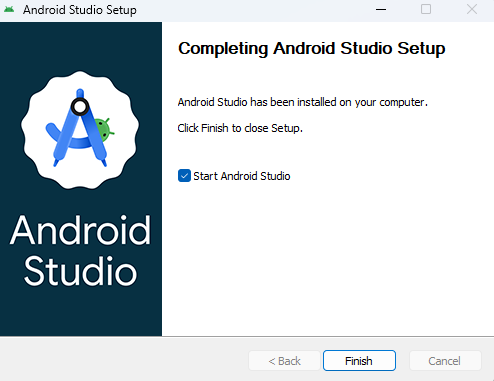 Android Studio Setup
Completing Android Studio Setup
Android Studio has been installed on your computer.
Click Finish to close Setup.
Start Android Studio
Android
Studio
< Back
Finish
Cancel